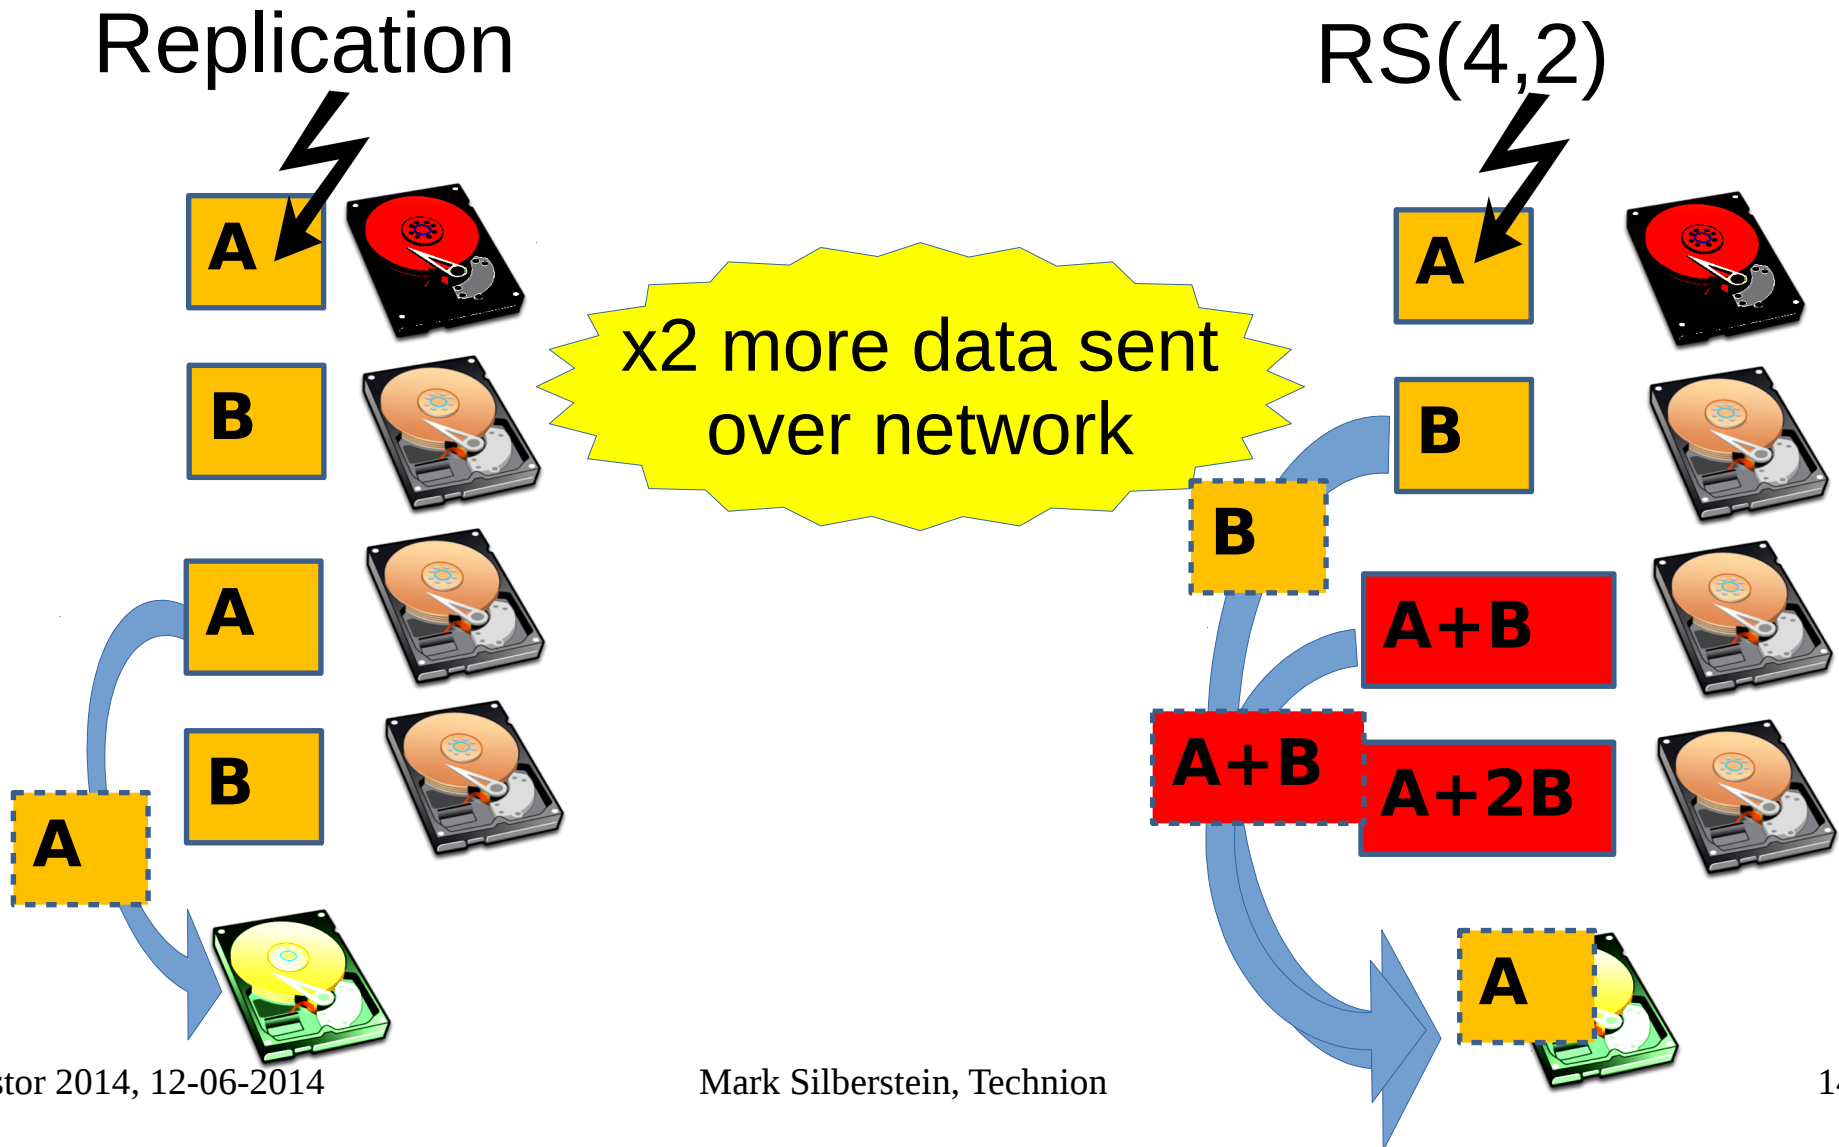 Replication
RS(4,2)
A
B
A
B
A
x2 more data sent
over network
A
B
B
A+B
A+B
A+2B
A
stor 2014, 12-06-2014
Mark Silberstein, Technion
14